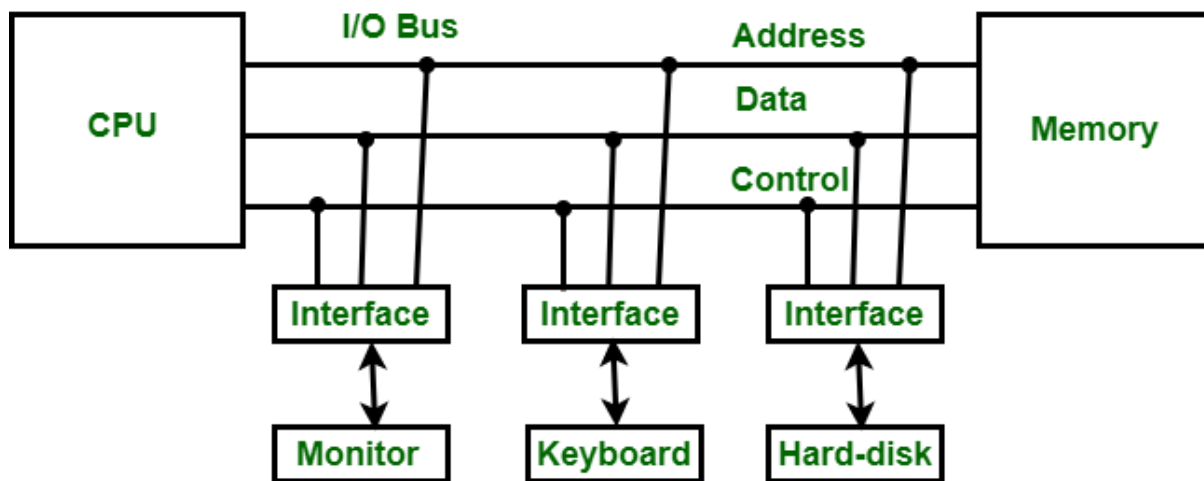 I/O Bus
Address
Data
CPU
Memory
Control
Interface
Interface
Interface
Monitor
Keyboard
Hard-disk